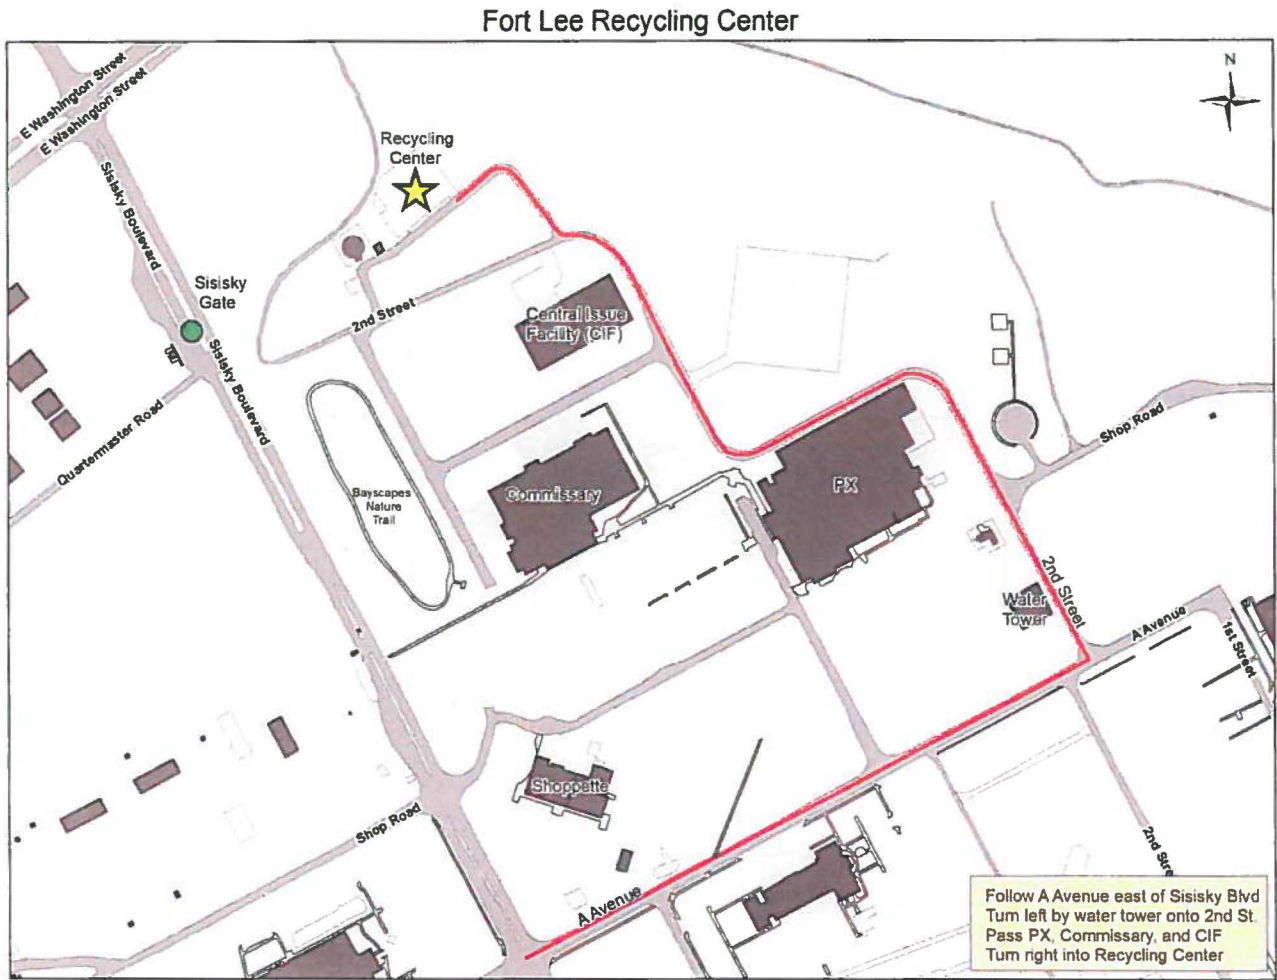 Fort Lee Recycling Center
E Washington Street
E Washington Street
N
Recycling
Center
Sisisky Boulevard
Sisisky
Gate
2nd Street
Central Issue
Facility (CIF)
Sisisky Boulevard
Quartermaster Road
Shop Road
Bayscapes
Nature
Trail
Commissary
PX
2nd Street
Water
Tower
A Avenue
1st Street
Shoppette
Shop Road
2nd Stre
A Avenue
Follow A Avenue east of Sisisky Blvd
Turn left by water tower onto 2nd St.
Pass PX, Commissary, and CIF
Turn right into Recycling Center